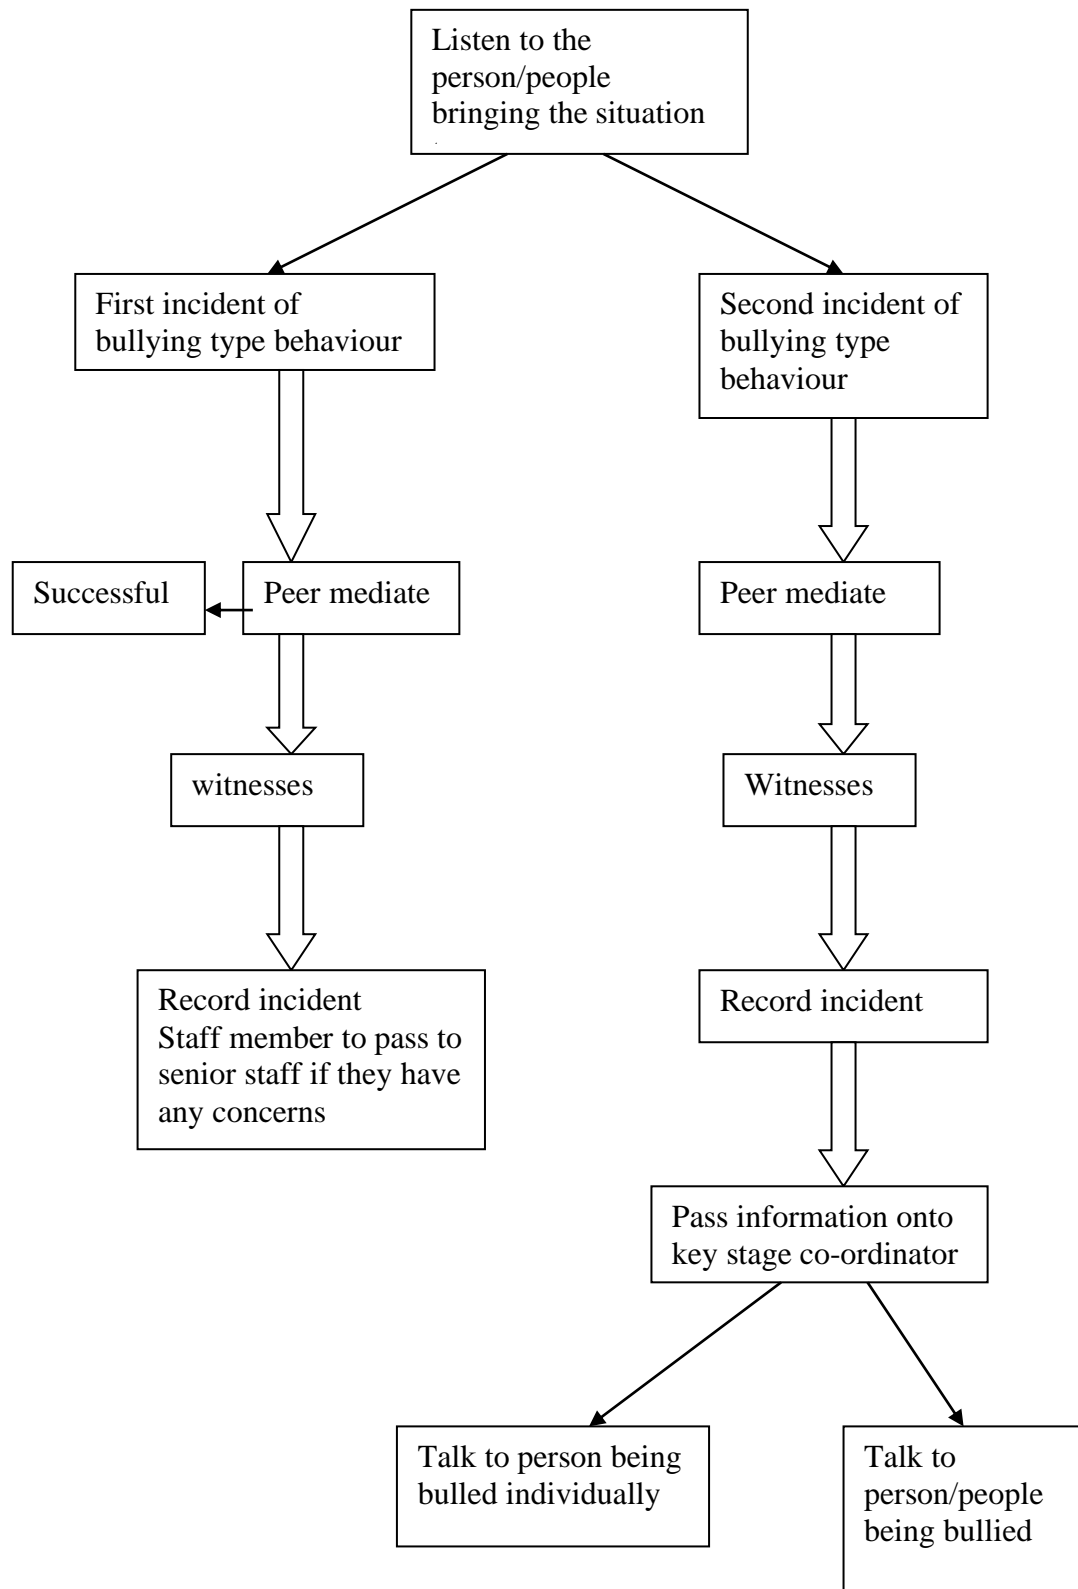 Listen to the
person/people
bringing the situation
.
First incident of
bullying type behaviour
Second incident of
bullying type
behaviour
Successful
Peer mediate
Peer mediate
witnesses
Witnesses
Record incident
Staff member to pass to
senior staff if they have
any concerns
Record incident
Pass information onto
key stage co-ordinator
Talk to person being
bulled individually
Talk to
person/people
being bullied